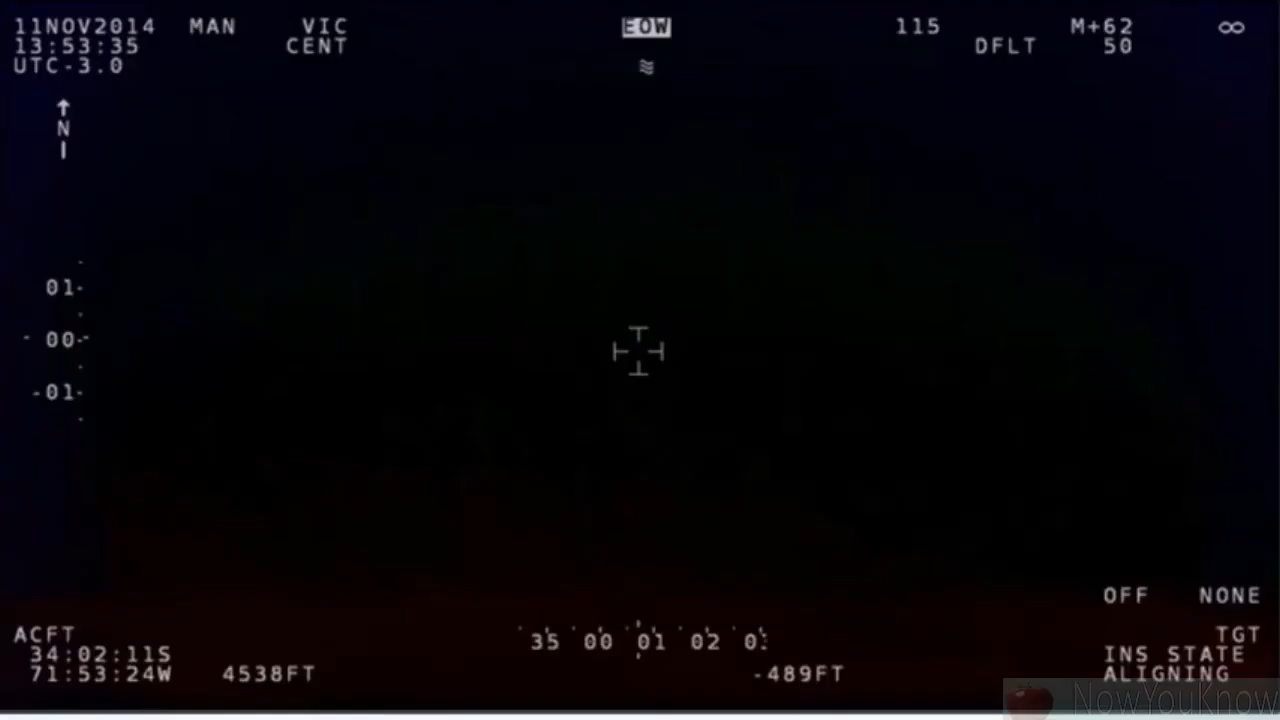 11NOV2014 MAN VIC EOW 115 M+62 ∞
13:53:35 CENT DFLT 50
UTC-3.0
N
01
00
-01
OFF NONE
35 00 01 02
ACFT TGT
34:02:11S INS STATE
71:53:24W 4538FT -489FT ALIGNING
NowYouKnow